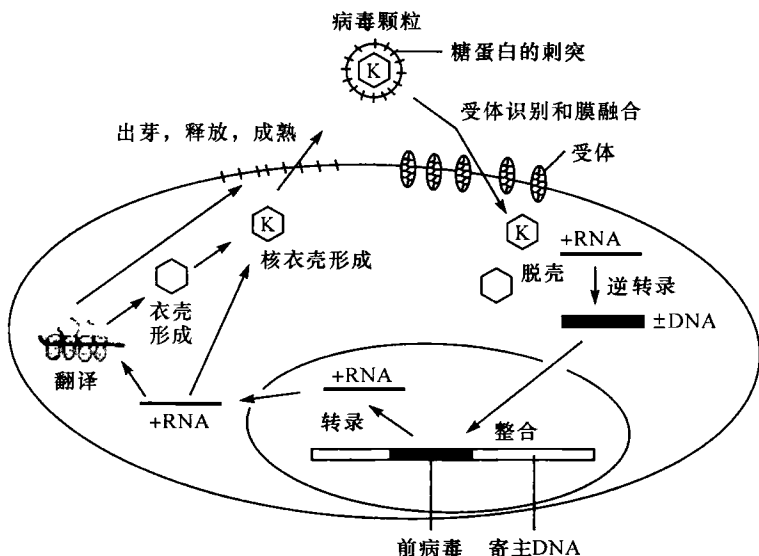 病毒颗粒
K
糖蛋白的刺突
受体识别和膜融合
出芽，释放，成熟
受体
K
核衣壳形成
K
脱壳
+RNA
逆转录
±DNA
衣壳
形成
翻译
+RNA
+RNA
转录
整合
前病毒
寄主DNA